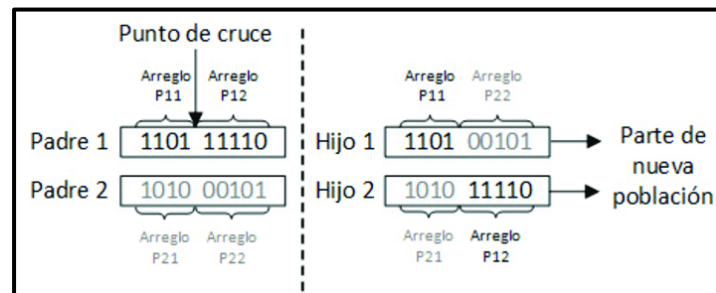 Punto de cruce
Arreglo P11
Arreglo P12
Padre 1
1101 11110
Padre 2
1010 00101
Arreglo P21
Arreglo P22
Arreglo P11
Arreglo P22
Hijo 1
1101 00101
Hijo 2
1010 11110
Arreglo P21
Arreglo P12
Parte de
nueva
población